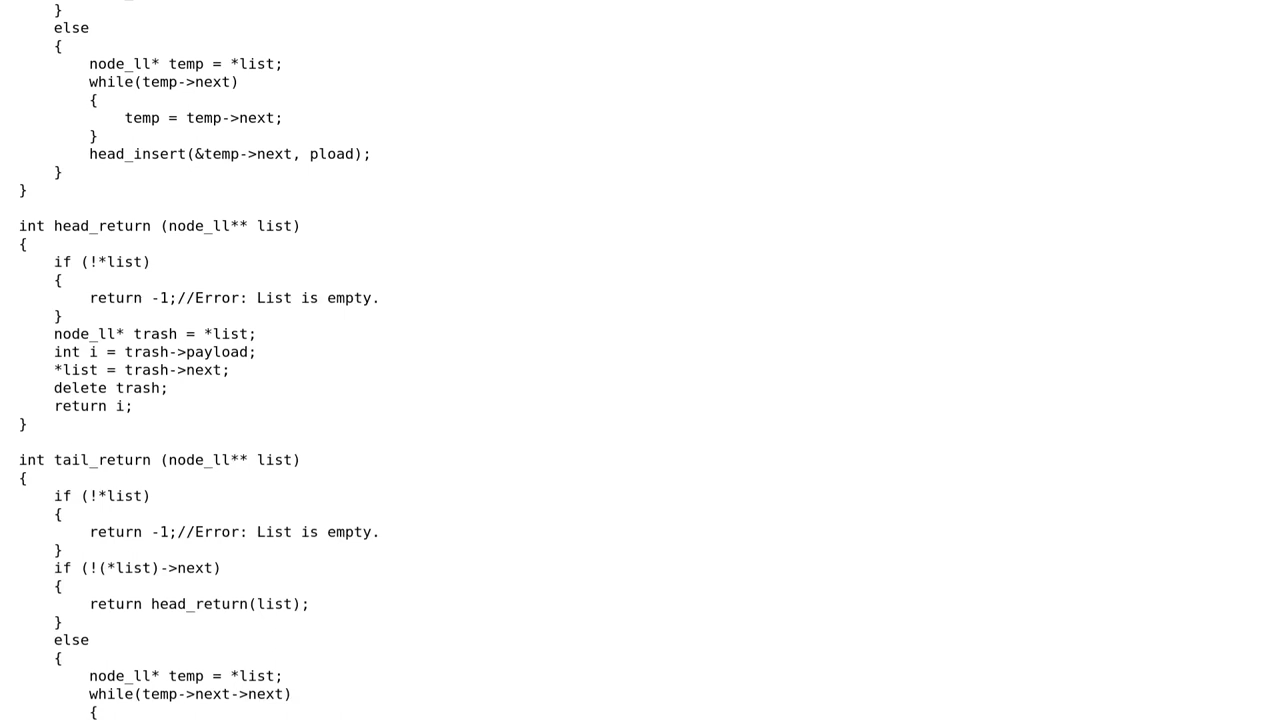 }
    else
    {
        node_ll* temp = *list;
        while(temp->next)
        {
            temp = temp->next;
        }
        head_insert(&temp->next, pload);
    }
}

int head_return (node_ll** list)
{
    if (!*list)
    {
        return -1;//Error: List is empty.
    }
    node_ll* trash = *list;
    int i = trash->payload;
    *list = trash->next;
    delete trash;
    return i;
}

int tail_return (node_ll** list)
{
    if (!*list)
    {
        return -1;//Error: List is empty.
    }
    if (!(*list)->next)
    {
        return head_return(list);
    }
    else
    {
        node_ll* temp = *list;
        while(temp->next->next)
        {